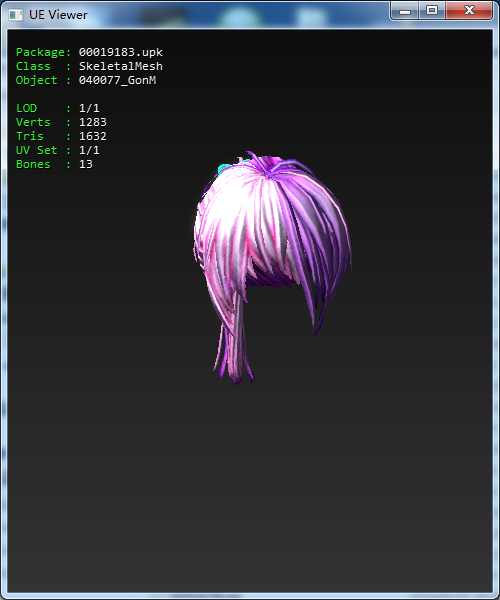 UE Viewer
Package: 00019183.upk
Class : SkeletalMesh
Object : 040077_GonM
LOD : 1/1
Verts : 1283
Tris : 1632
UV Set : 1/1
Bones : 13